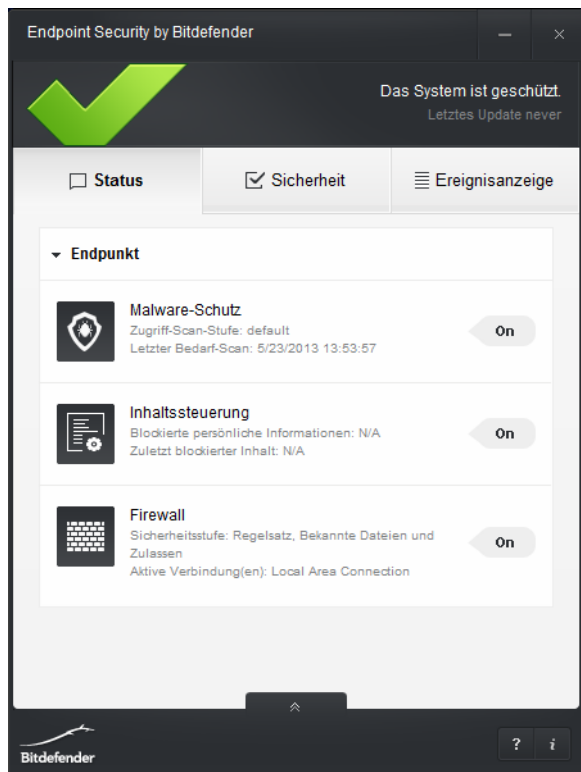 Endpoint Security by Bitdefender
Das System ist geschützt.
Letztes Update never
Status
Sicherheit
Ereignisanzeige
Endpunkt
Malware-Schutz
Zugriff-Scan-Stufe: default
Letzter Bedarf-Scan: 5/23/2013 13:53:57
On
Inhaltssteuerung
Blockierte persönliche Informationen: N/A
Zuletzt blockierter Inhalt: N/A
On
Firewall
Sicherheitsstufe: Regelsatz, Bekannte Dateien und
Zulassen
Aktive Verbindung(en): Local Area Connection
On
Bitdefender
? i